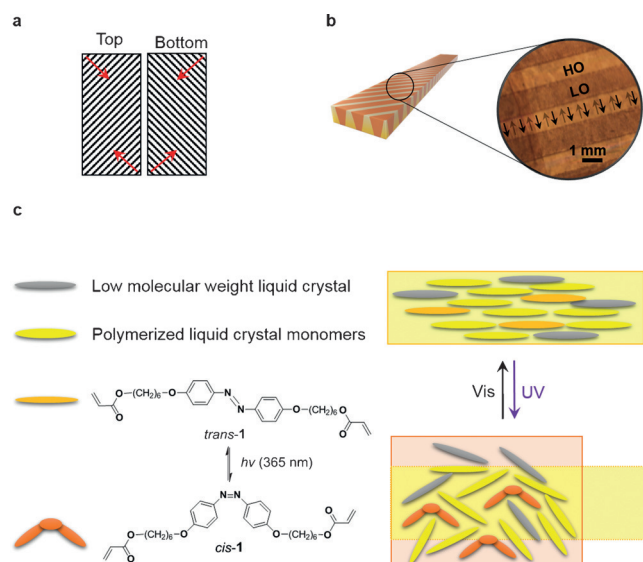 a
Top
Bottom
b
HO
LO
1 mm
c
Low molecular weight liquid crystal
Polymerized liquid crystal monomers
O
O
(CH2)6
O
N
N
O
(CH2)6
O
O
trans-1
hν (365 nm)
N=N
O
O
(CH2)6
O
O
(CH2)6
O
O
cis-1
Vis
UV